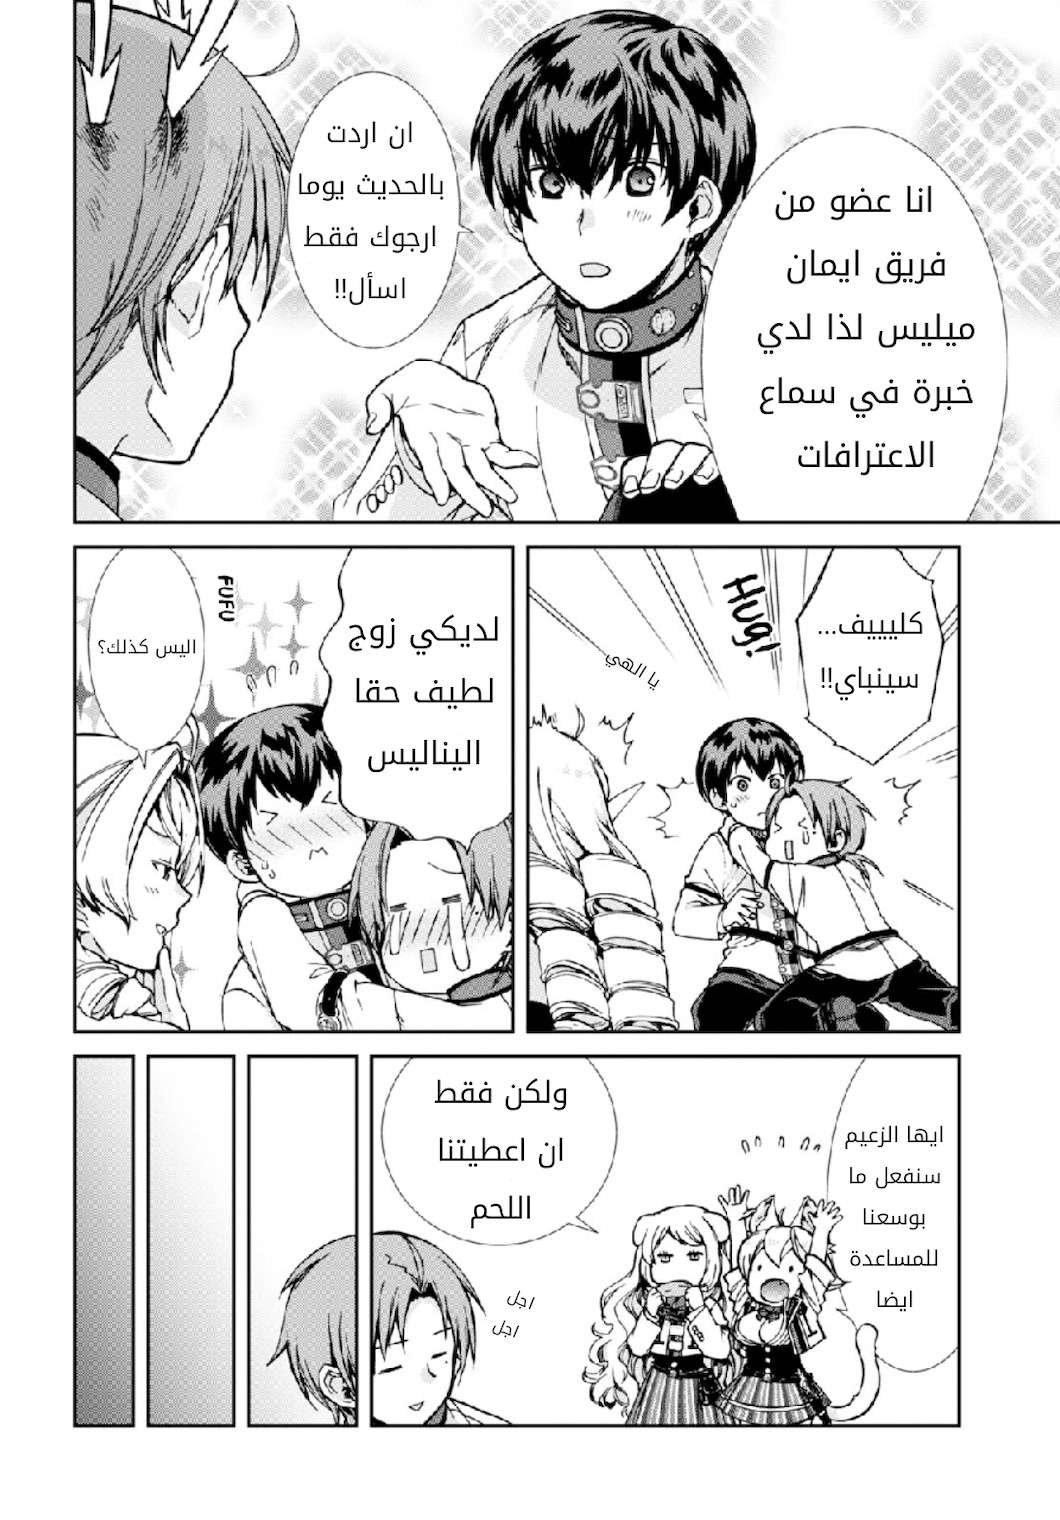 انا عضو من
فريق ايمان
ميليس لذا لدي
خبرة في سماع
الاعترافات
ان اردت
بالحديث يوما
ارجوك فقط
اسأل!!
كلييييف...
سينباي!!
Hug!
يا الهي
لديكي زوج
لطيف حقا
اليناليس
FUFU
اليس كذلك؟
ايها الزعيم
سنفعل ما
بوسعنا
للمساعدة
ايضا
ولكن فقط
ان اعطيتنا
اللحم
اجل
اجل